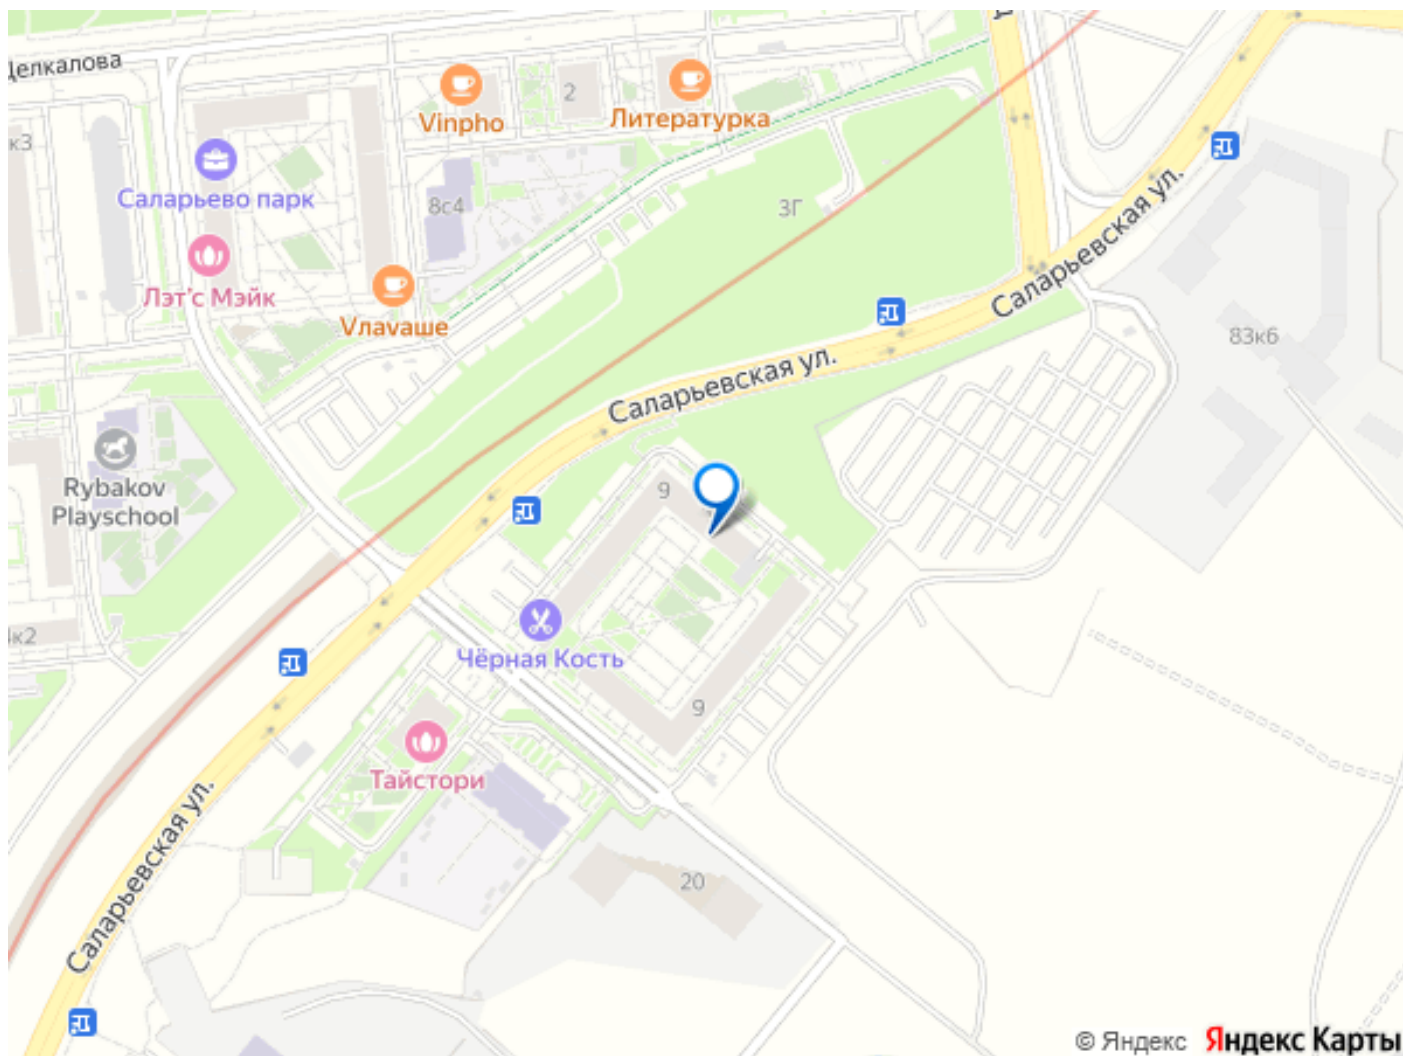 Целкалова
Vinpho
2
Литературка
к3
Саларьево парк
8с4
3Г
Саларьевская ул.
Саларьевская ул.
Лэт'с Мэйк
Vлаvаше
83к6
Rybakov
Playschool
9
к2
Чёрная Кость
9
Тайстори
Саларьевская ул.
20
© Яндекс Яндекс Карты